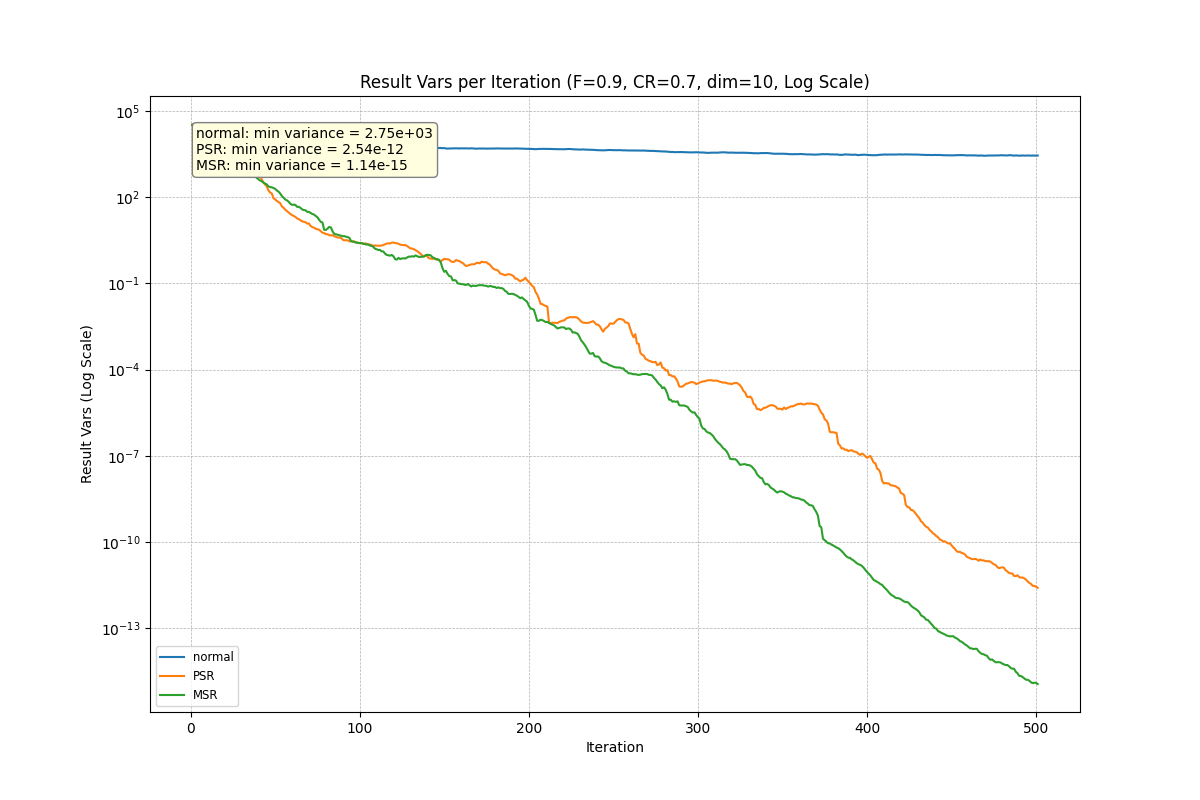 Result Vars per Iteration (F=0.9, CR=0.7, dim=10, Log Scale)
normal: min variance = 2.75e+03
PSR: min variance = 2.54e-12
MSR: min variance = 1.14e-15
Result Vars (Log Scale)
10^5
10^2
10^−1
10^−4
10^−7
10^−10
10^−13
normal
PSR
MSR
0 100 200 300 400 500
Iteration